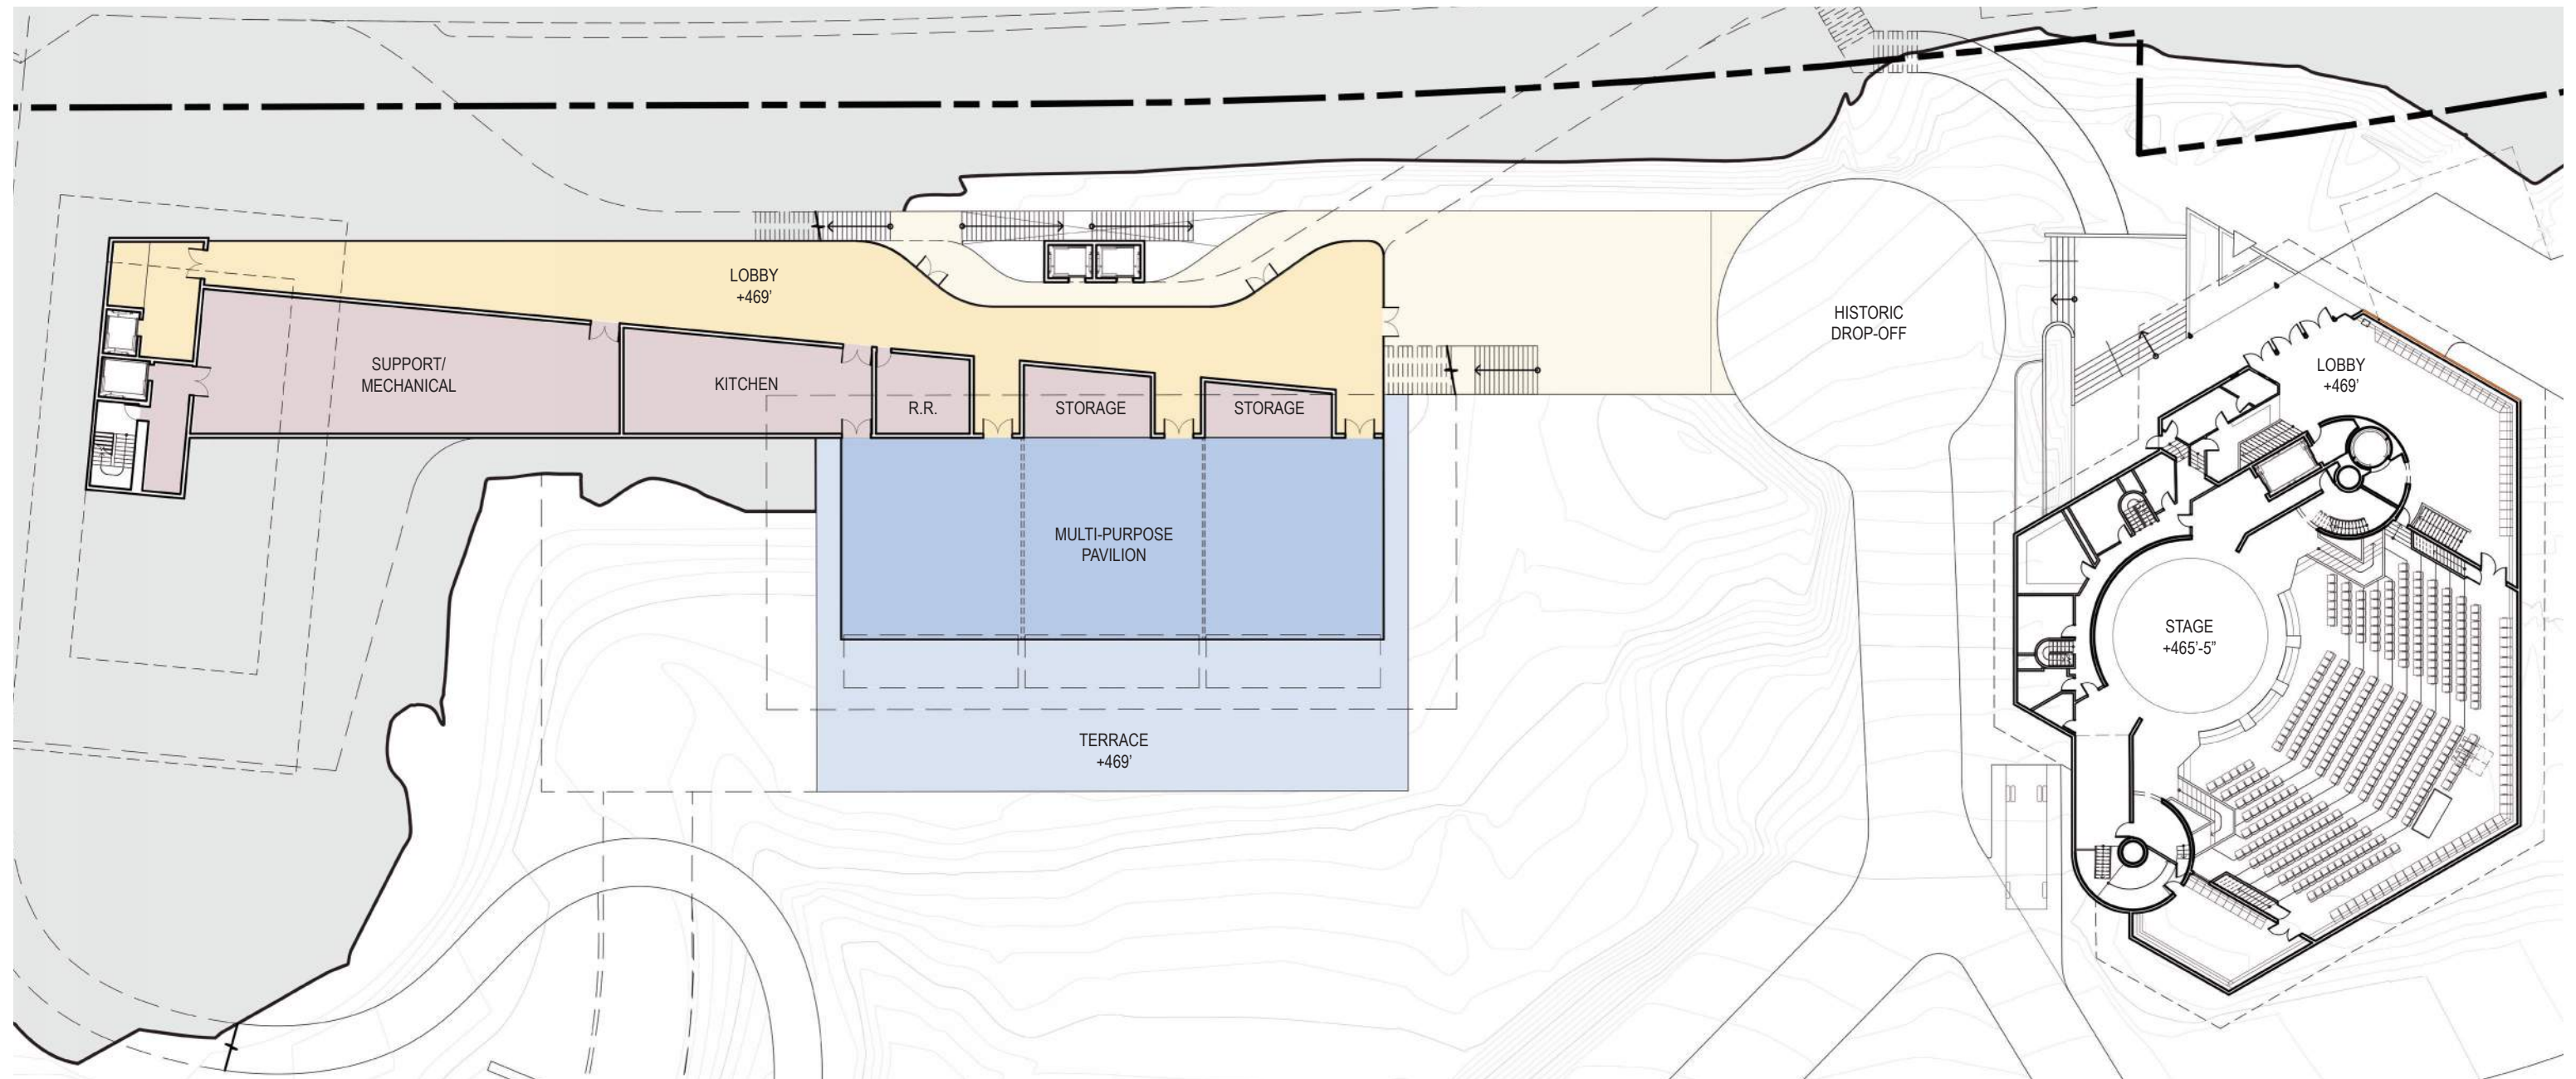 LOBBY
+469'
SUPPORT/
MECHANICAL
KITCHEN
R.R.
STORAGE
STORAGE
MULTI-PURPOSE
PAVILION
TERRACE
+469'
HISTORIC
DROP-OFF
LOBBY
+469'
STAGE
+465'-5"